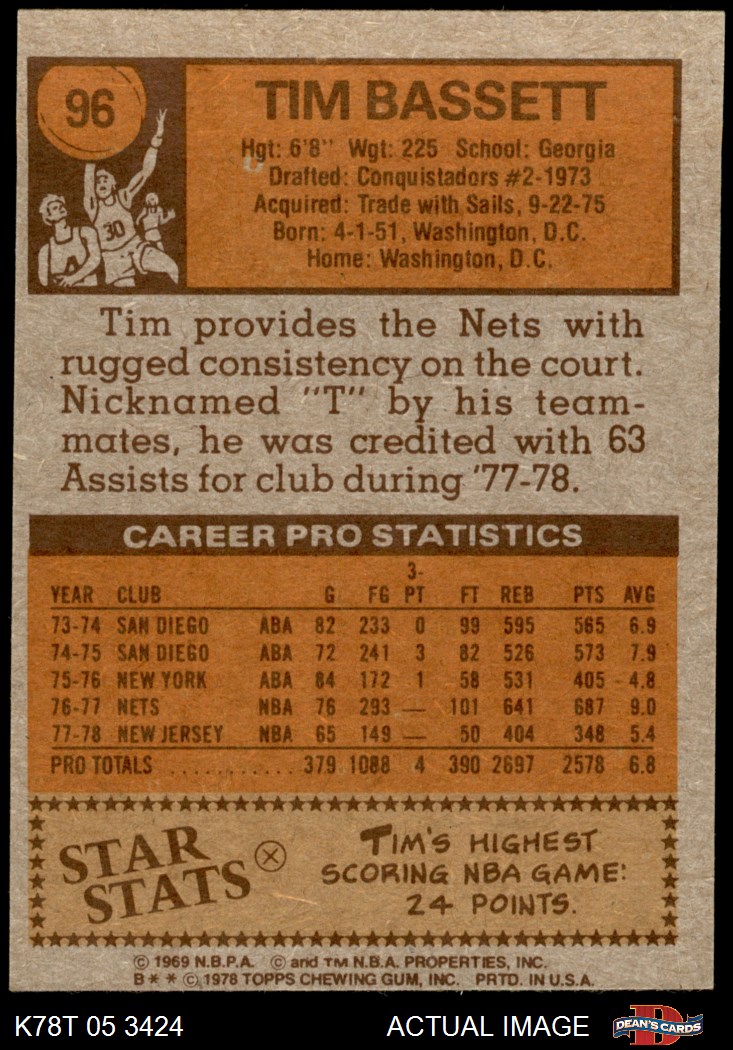 96
TIM BASSETT
Hgt: 6'8" Wgt: 225 School: Georgia
Drafted: Conquistadors #2-1973
Acquired: Trade with Sails, 9-22-75
Born: 4-1-51, Washington, D.C.
Home: Washington, D.C.
30
Tim provides the Nets with
rugged consistency on the court.
Nicknamed "T" by his team-
mates, he was credited with 63
Assists for club during '77-78.
CAREER PRO STATISTICS
YEAR CLUB G FG 3-PT FT REB PTS AVG
73-74 SAN DIEGO ABA 82 233 0 99 595 565 6.9
74-75 SAN DIEGO ABA 72 241 3 82 526 573 7.9
75-76 NEW YORK ABA 84 172 1 58 531 405 4.8
76-77 NETS NBA 76 293 — 101 641 687 9.0
77-78 NEW JERSEY NBA 65 149 — 50 404 348 5.4
PRO TOTALS ........... 379 1088 4 390 2697 2578 6.8
STAR
STATS
TIM'S HIGHEST
SCORING NBA GAME:
24 POINTS.
© 1969 N.B.P.A. © and TM N.B.A. PROPERTIES, INC.
B** © 1978 TOPPS CHEWING GUM, INC. PRTD. IN U.S.A.
K78T 05 3424 ACTUAL IMAGE DEAN'S CARDS